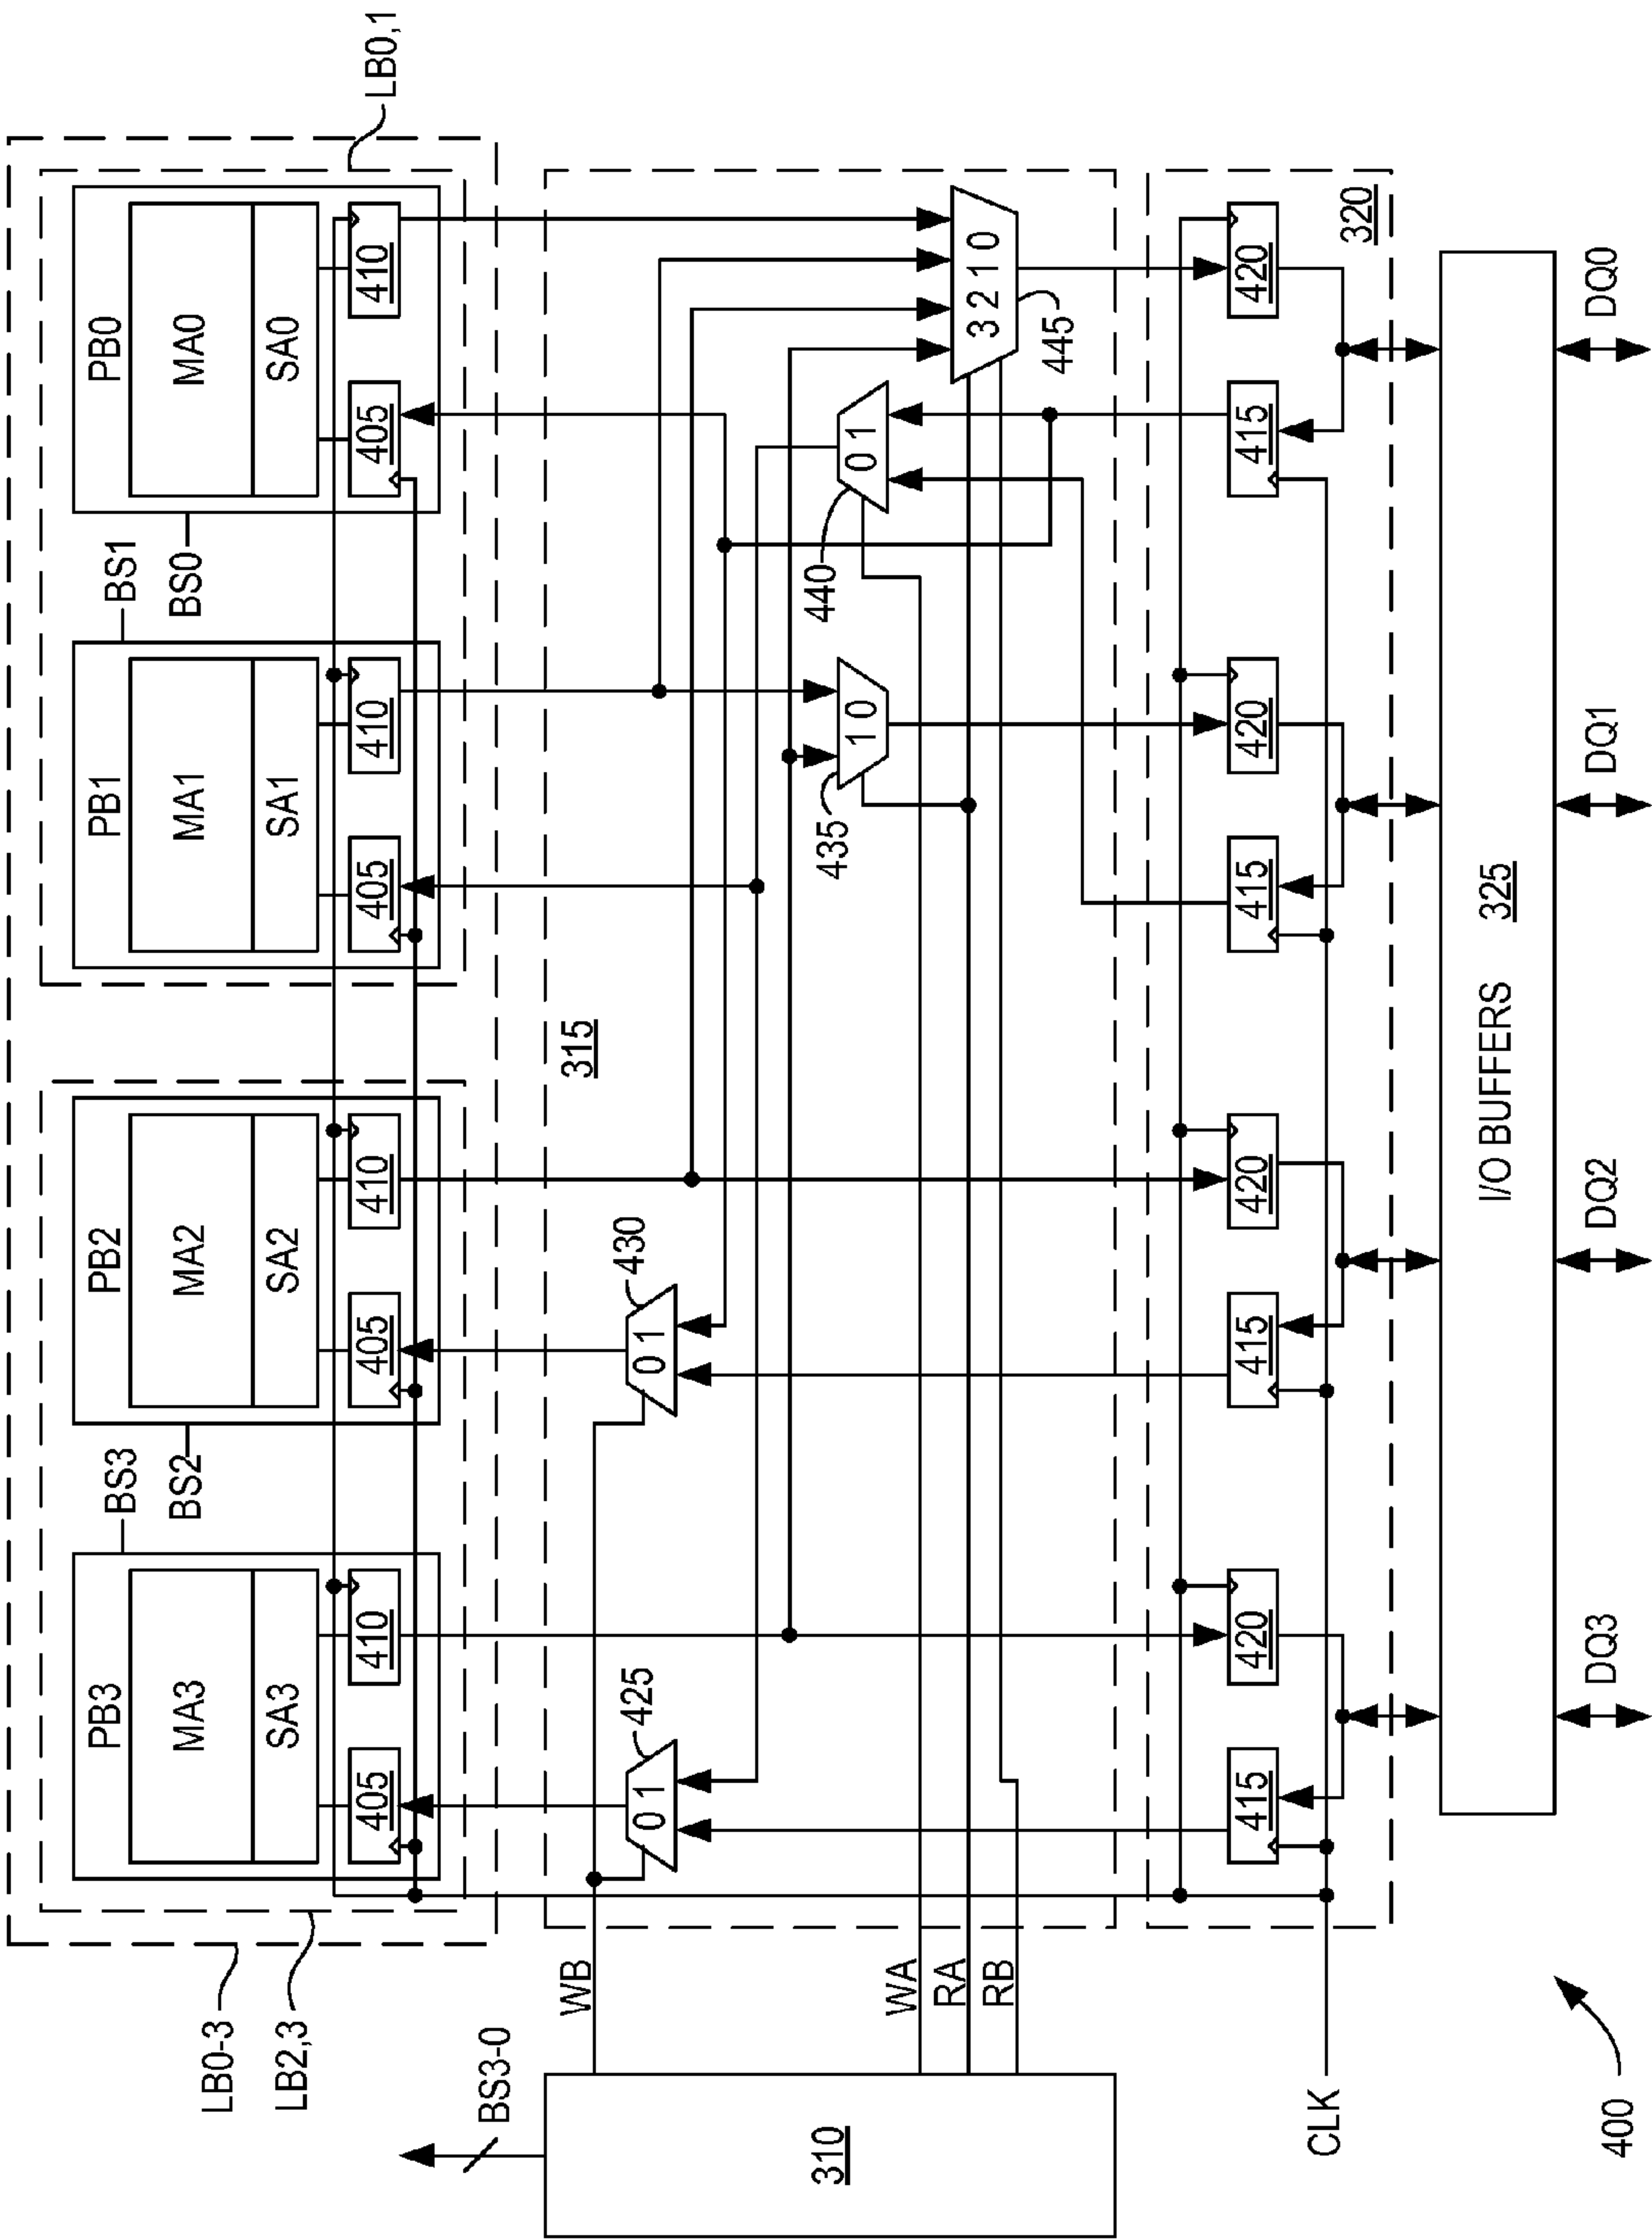 PB3
BS3
PB2
PB1
BS1
PB0
MA3
BS2
MA2
MA1
BS0
MA0
LB0-3
SA3
SA2
SA1
SA0
LB2,3
405
410
405
410
405
410
405
410
LB0,1
BS3-0
WB
425
315
430
0 1
0 1
310
435
440
1 0
0 1
WA
RA
3 2 1 0
RB
445
415
420
415
420
415
420
415
420
CLK
320
I/O BUFFERS 325
DQ3
DQ2
DQ1
DQ0
400